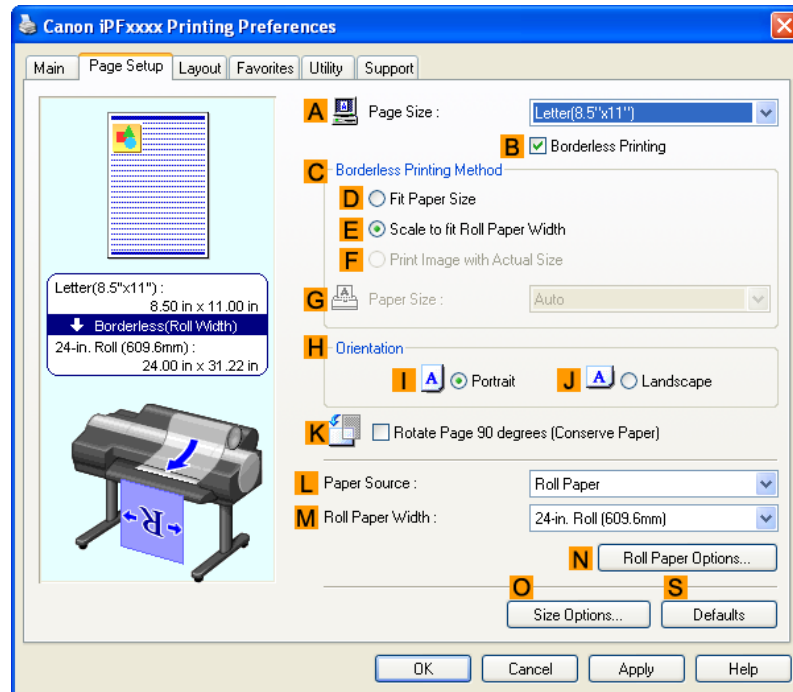 Canon iPFxxxx Printing Preferences
Main Page Setup Layout Favorites Utility Support
A Page Size : Letter(8.5"x11")
B Borderless Printing
C Borderless Printing Method
D Fit Paper Size
E Scale to fit Roll Paper Width
F Print Image with Actual Size
G Paper Size : Auto
Letter(8.5"x11") :
8.50 in x 11.00 in
Borderless(Roll Width)
24-in. Roll (609.6mm) :
24.00 in x 31.22 in
H Orientation
I A Portrait J A Landscape
K Rotate Page 90 degrees (Conserve Paper)
L Paper Source : Roll Paper
M Roll Paper Width : 24-in. Roll (609.6mm)
R
N Roll Paper Options...
O S
Size Options... Defaults
OK Cancel Apply Help